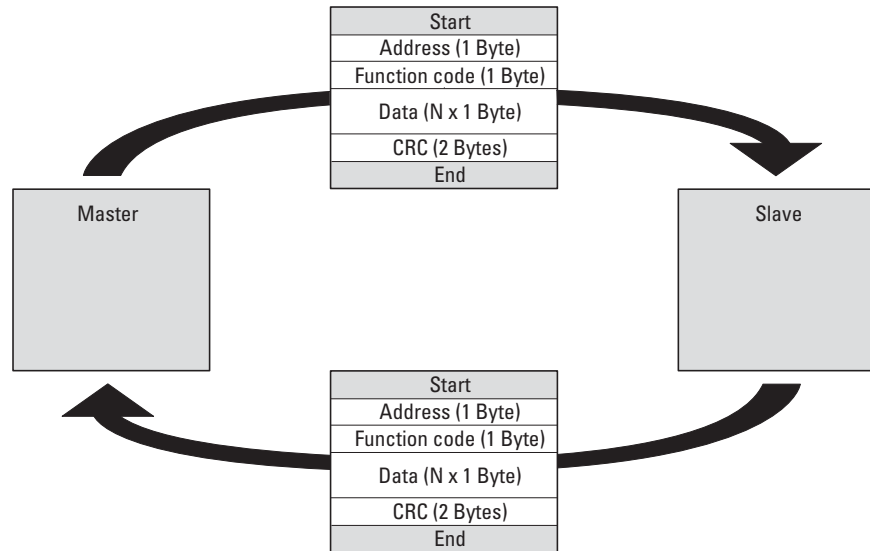 Start
Address (1 Byte)
Function code (1 Byte)
Data (N x 1 Byte)
CRC (2 Bytes)
End
Master
Slave
Start
Address (1 Byte)
Function code (1 Byte)
Data (N x 1 Byte)
CRC (2 Bytes)
End